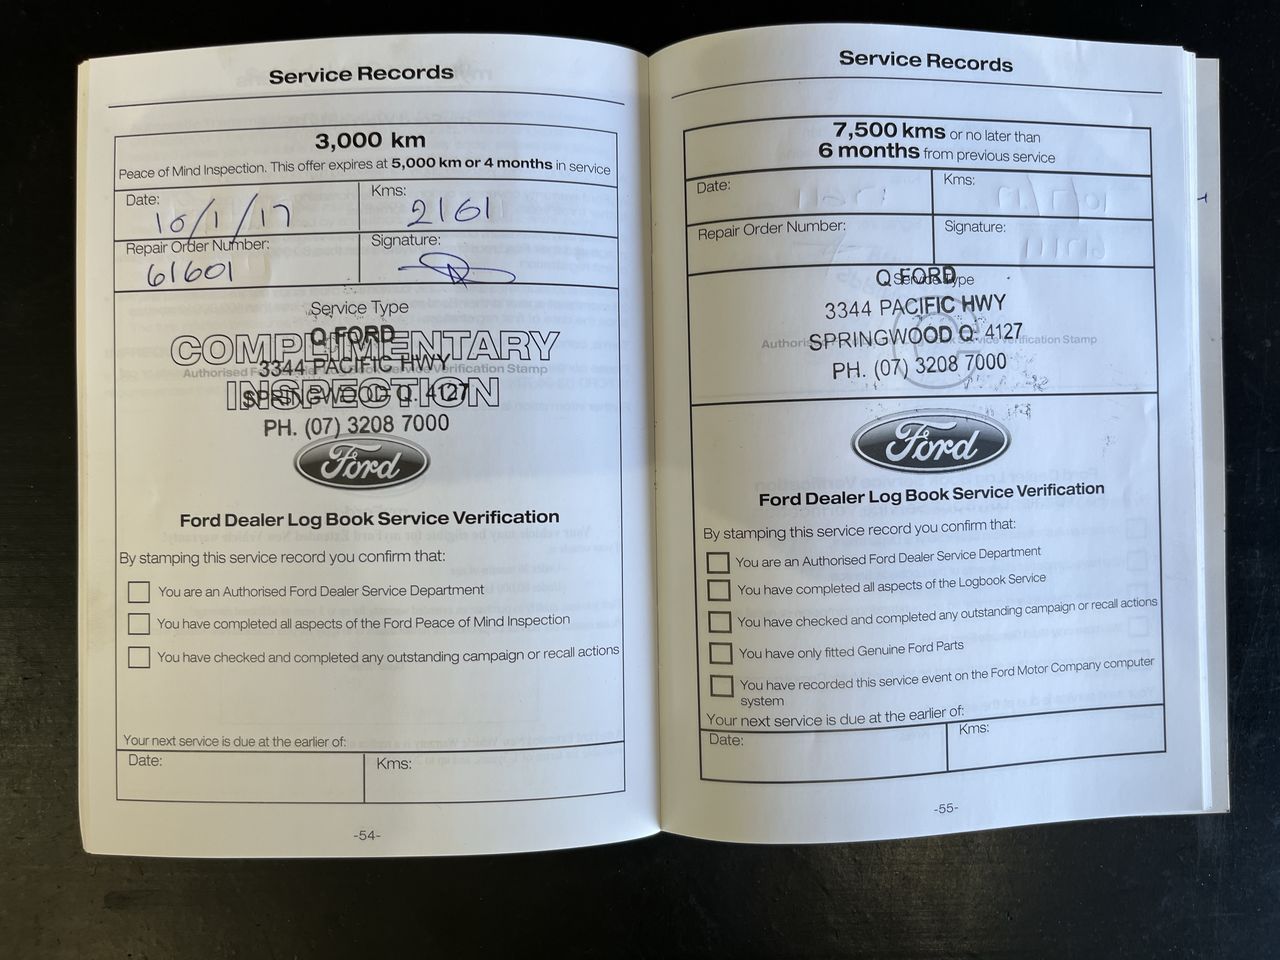 Service Records
3,000 km
Peace of Mind Inspection. This offer expires at 5,000 km or 4 months in service
Date:
10/1/17
Kms:
2161
Repair Order Number:
61601
Signature:
Service Type
COMPLIMENTARY
INSPECTION
Q FORD
3344 PACIFIC HWY
SPRINGWOOD Q. 4127
PH. (07) 3208 7000
Ford
Ford Dealer Log Book Service Verification
By stamping this service record you confirm that:
You are an Authorised Ford Dealer Service Department
You have completed all aspects of the Ford Peace of Mind Inspection
You have checked and completed any outstanding campaign or recall actions
Your next service is due at the earlier of:
Date:
Kms:
-54-
Service Records
7,500 kms or no later than
6 months from previous service
Date:
Kms:
Repair Order Number:
Signature:
Service Type
Q FORD
3344 PACIFIC HWY
SPRINGWOOD Q. 4127
PH. (07) 3208 7000
Ford
Ford Dealer Log Book Service Verification
By stamping this service record you confirm that:
You are an Authorised Ford Dealer Service Department
You have completed all aspects of the Logbook Service
You have checked and completed any outstanding campaign or recall actions
You have only fitted Genuine Ford Parts
You have recorded this service event on the Ford Motor Company computer
system
Your next service is due at the earlier of:
Date:
Kms:
-55-